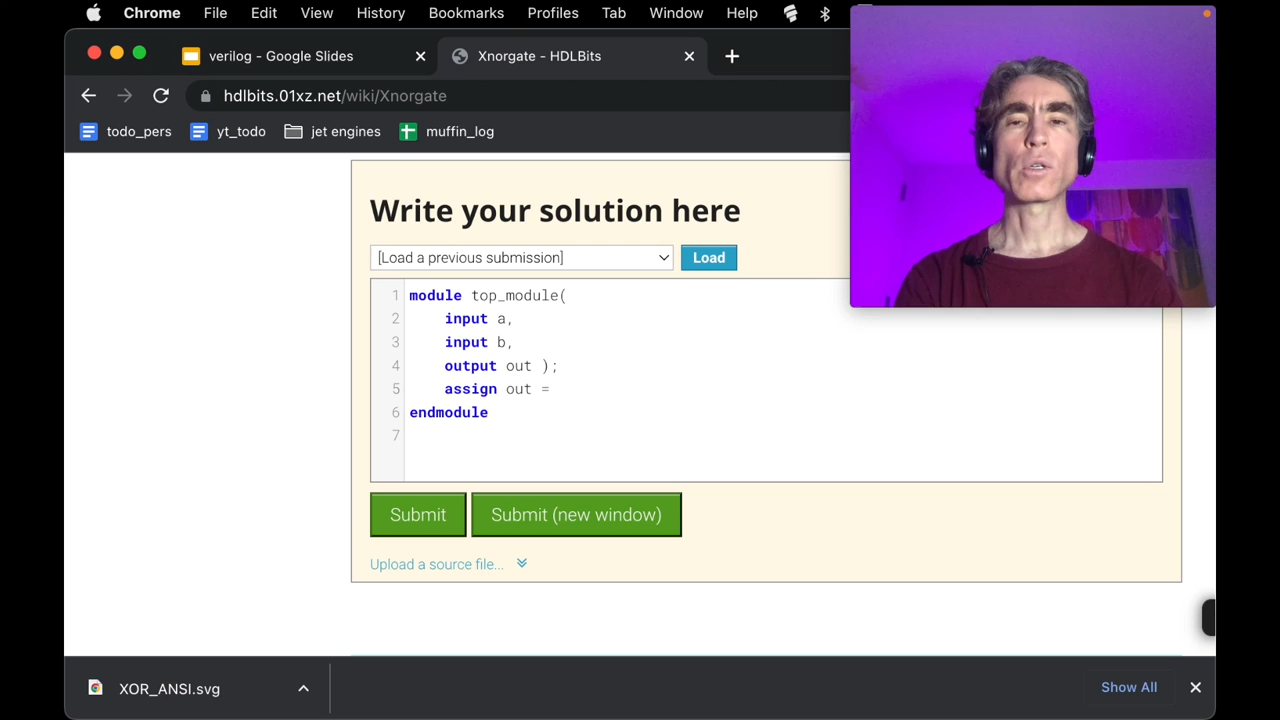 Chrome File Edit View History Bookmarks Profiles Tab Window Help
verilog - Google Slides
Xnorgate - HDLBits
hdlbits.01xz.net/wiki/Xnorgate
todo_pers yt_todo jet engines muffin_log
Write your solution here
[Load a previous submission] Load
1 module top_module(
2 input a,
3 input b,
4 output out );
5 assign out =
6 endmodule
7
Submit Submit (new window)
Upload a source file...
XOR_ANSI.svg Show All